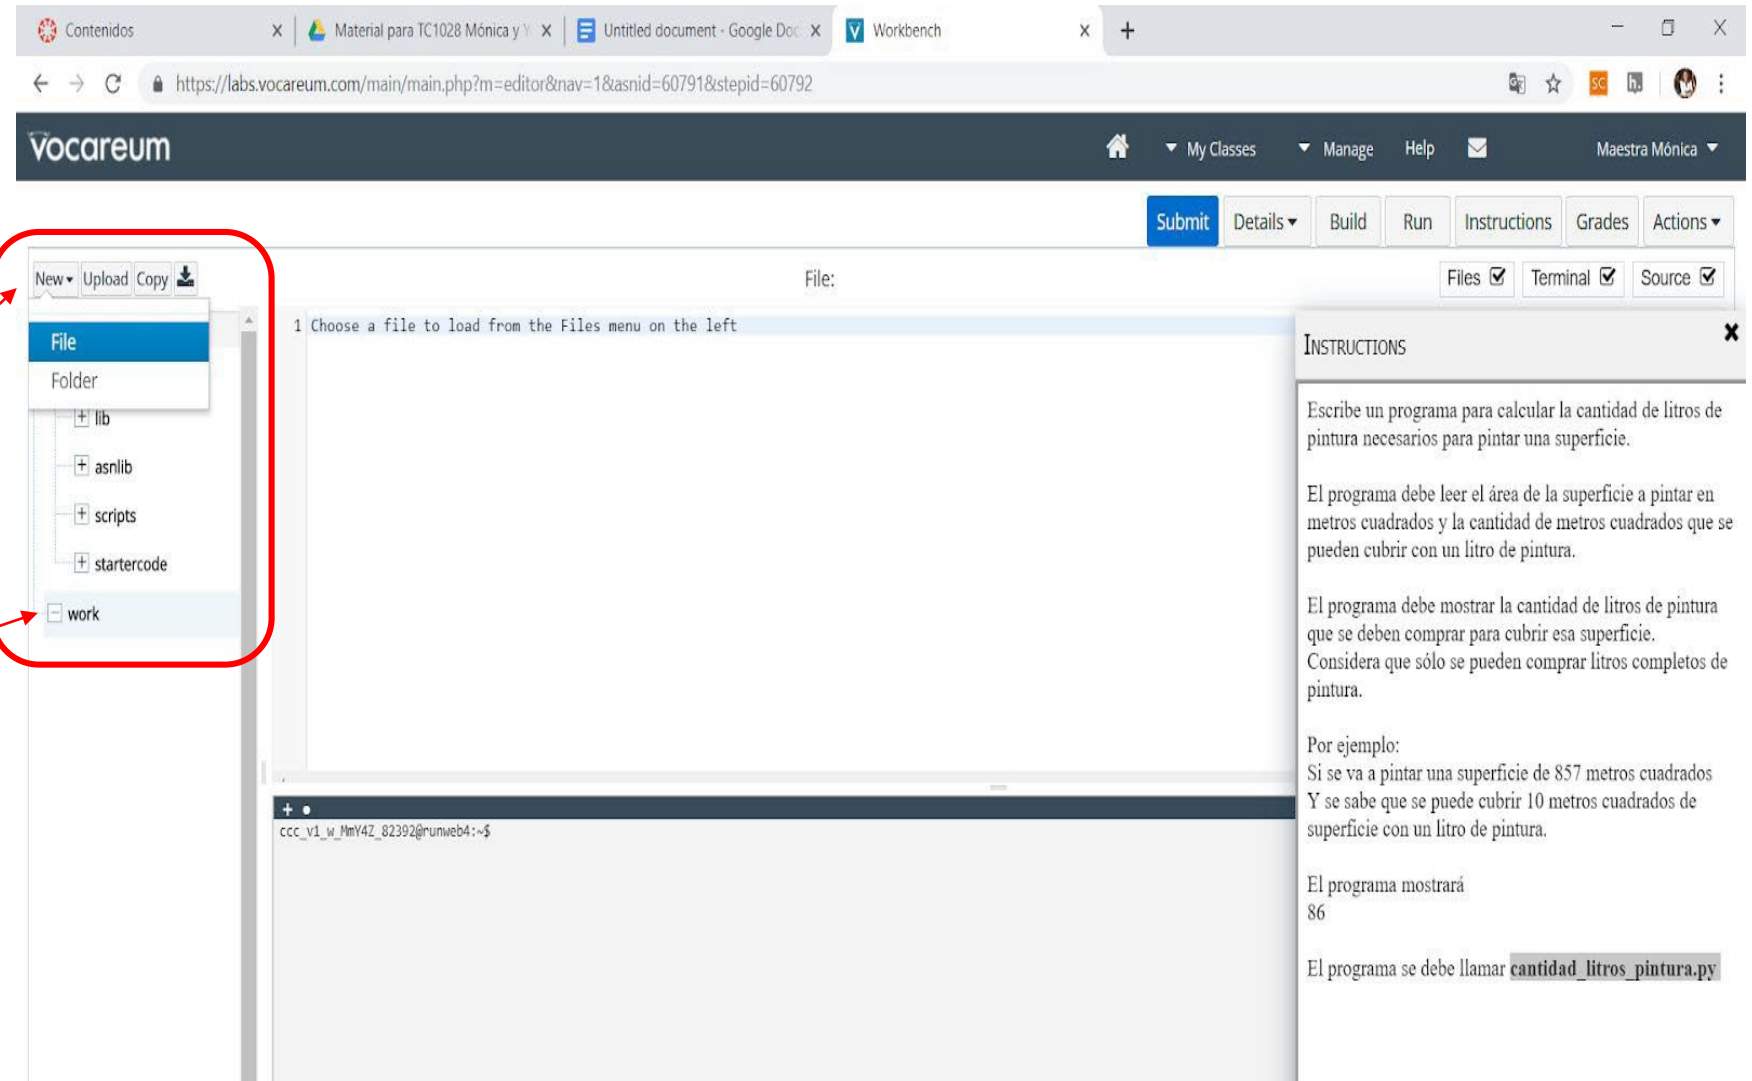 Contenidos
Material para TC1028 Mónica y Y
Untitled document - Google Doc
Workbench
https://labs.vocareum.com/main/main.php?m=editor&nav=1&asnid=60791&stepid=60792
vocareum
My Classes
Manage
Help
Maestra Mónica
Submit
Details
Build
Run
Instructions
Grades
Actions
New
Upload
Copy
File:
Files
Terminal
Source
File
Folder
lib
asnlib
scripts
startercode
work
1 Choose a file to load from the Files menu on the left
ccc_v1_w_MmY4Z_82392@runweb4:~$
INSTRUCTIONS
Escribe un programa para calcular la cantidad de litros de
pintura necesarios para pintar una superficie.
El programa debe leer el área de la superficie a pintar en
metros cuadrados y la cantidad de metros cuadrados que se
pueden cubrir con un litro de pintura.
El programa debe mostrar la cantidad de litros de pintura
que se deben comprar para cubrir esa superficie.
Considera que sólo se pueden comprar litros completos de
pintura.
Por ejemplo:
Si se va a pintar una superficie de 857 metros cuadrados
Y se sabe que se puede cubrir 10 metros cuadrados de
superficie con un litro de pintura.
El programa mostrará
86
El programa se debe llamar cantidad_litros_pintura.py